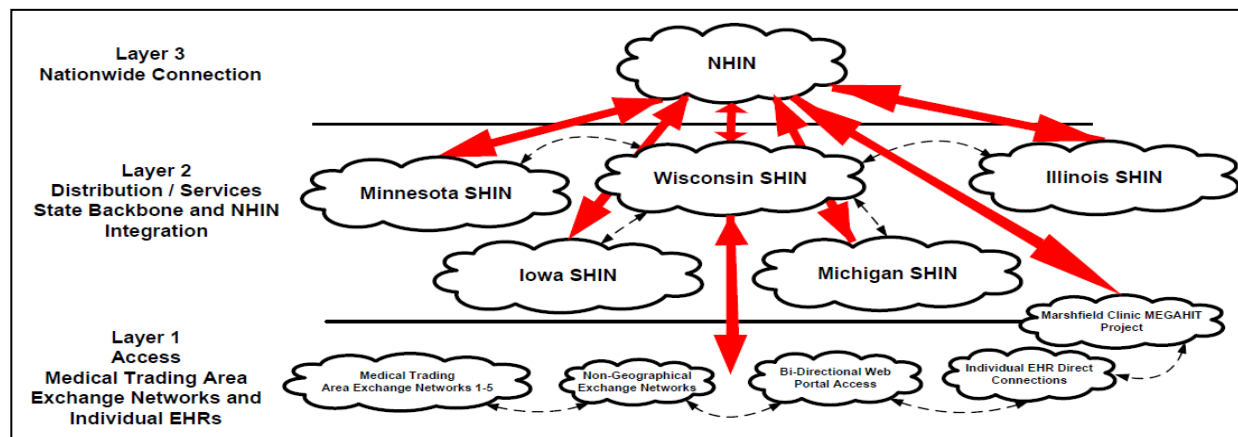 Layer 3
Nationwide Connection
NHIN
Layer 2
Distribution / Services
State Backbone and NHIN
Integration
Minnesota SHIN
Wisconsin SHIN
Illinois SHIN
Iowa SHIN
Michigan SHIN
Layer 1
Access
Medical Trading Area
Exchange Networks and
Individual EHRs
Marshfield Clinic MEGAHIT
Project
Medical Trading
Area Exchange Networks 1-5
Non-Geographical
Exchange Networks
Bi-Directional Web
Portal Access
Individual EHR Direct
Connections